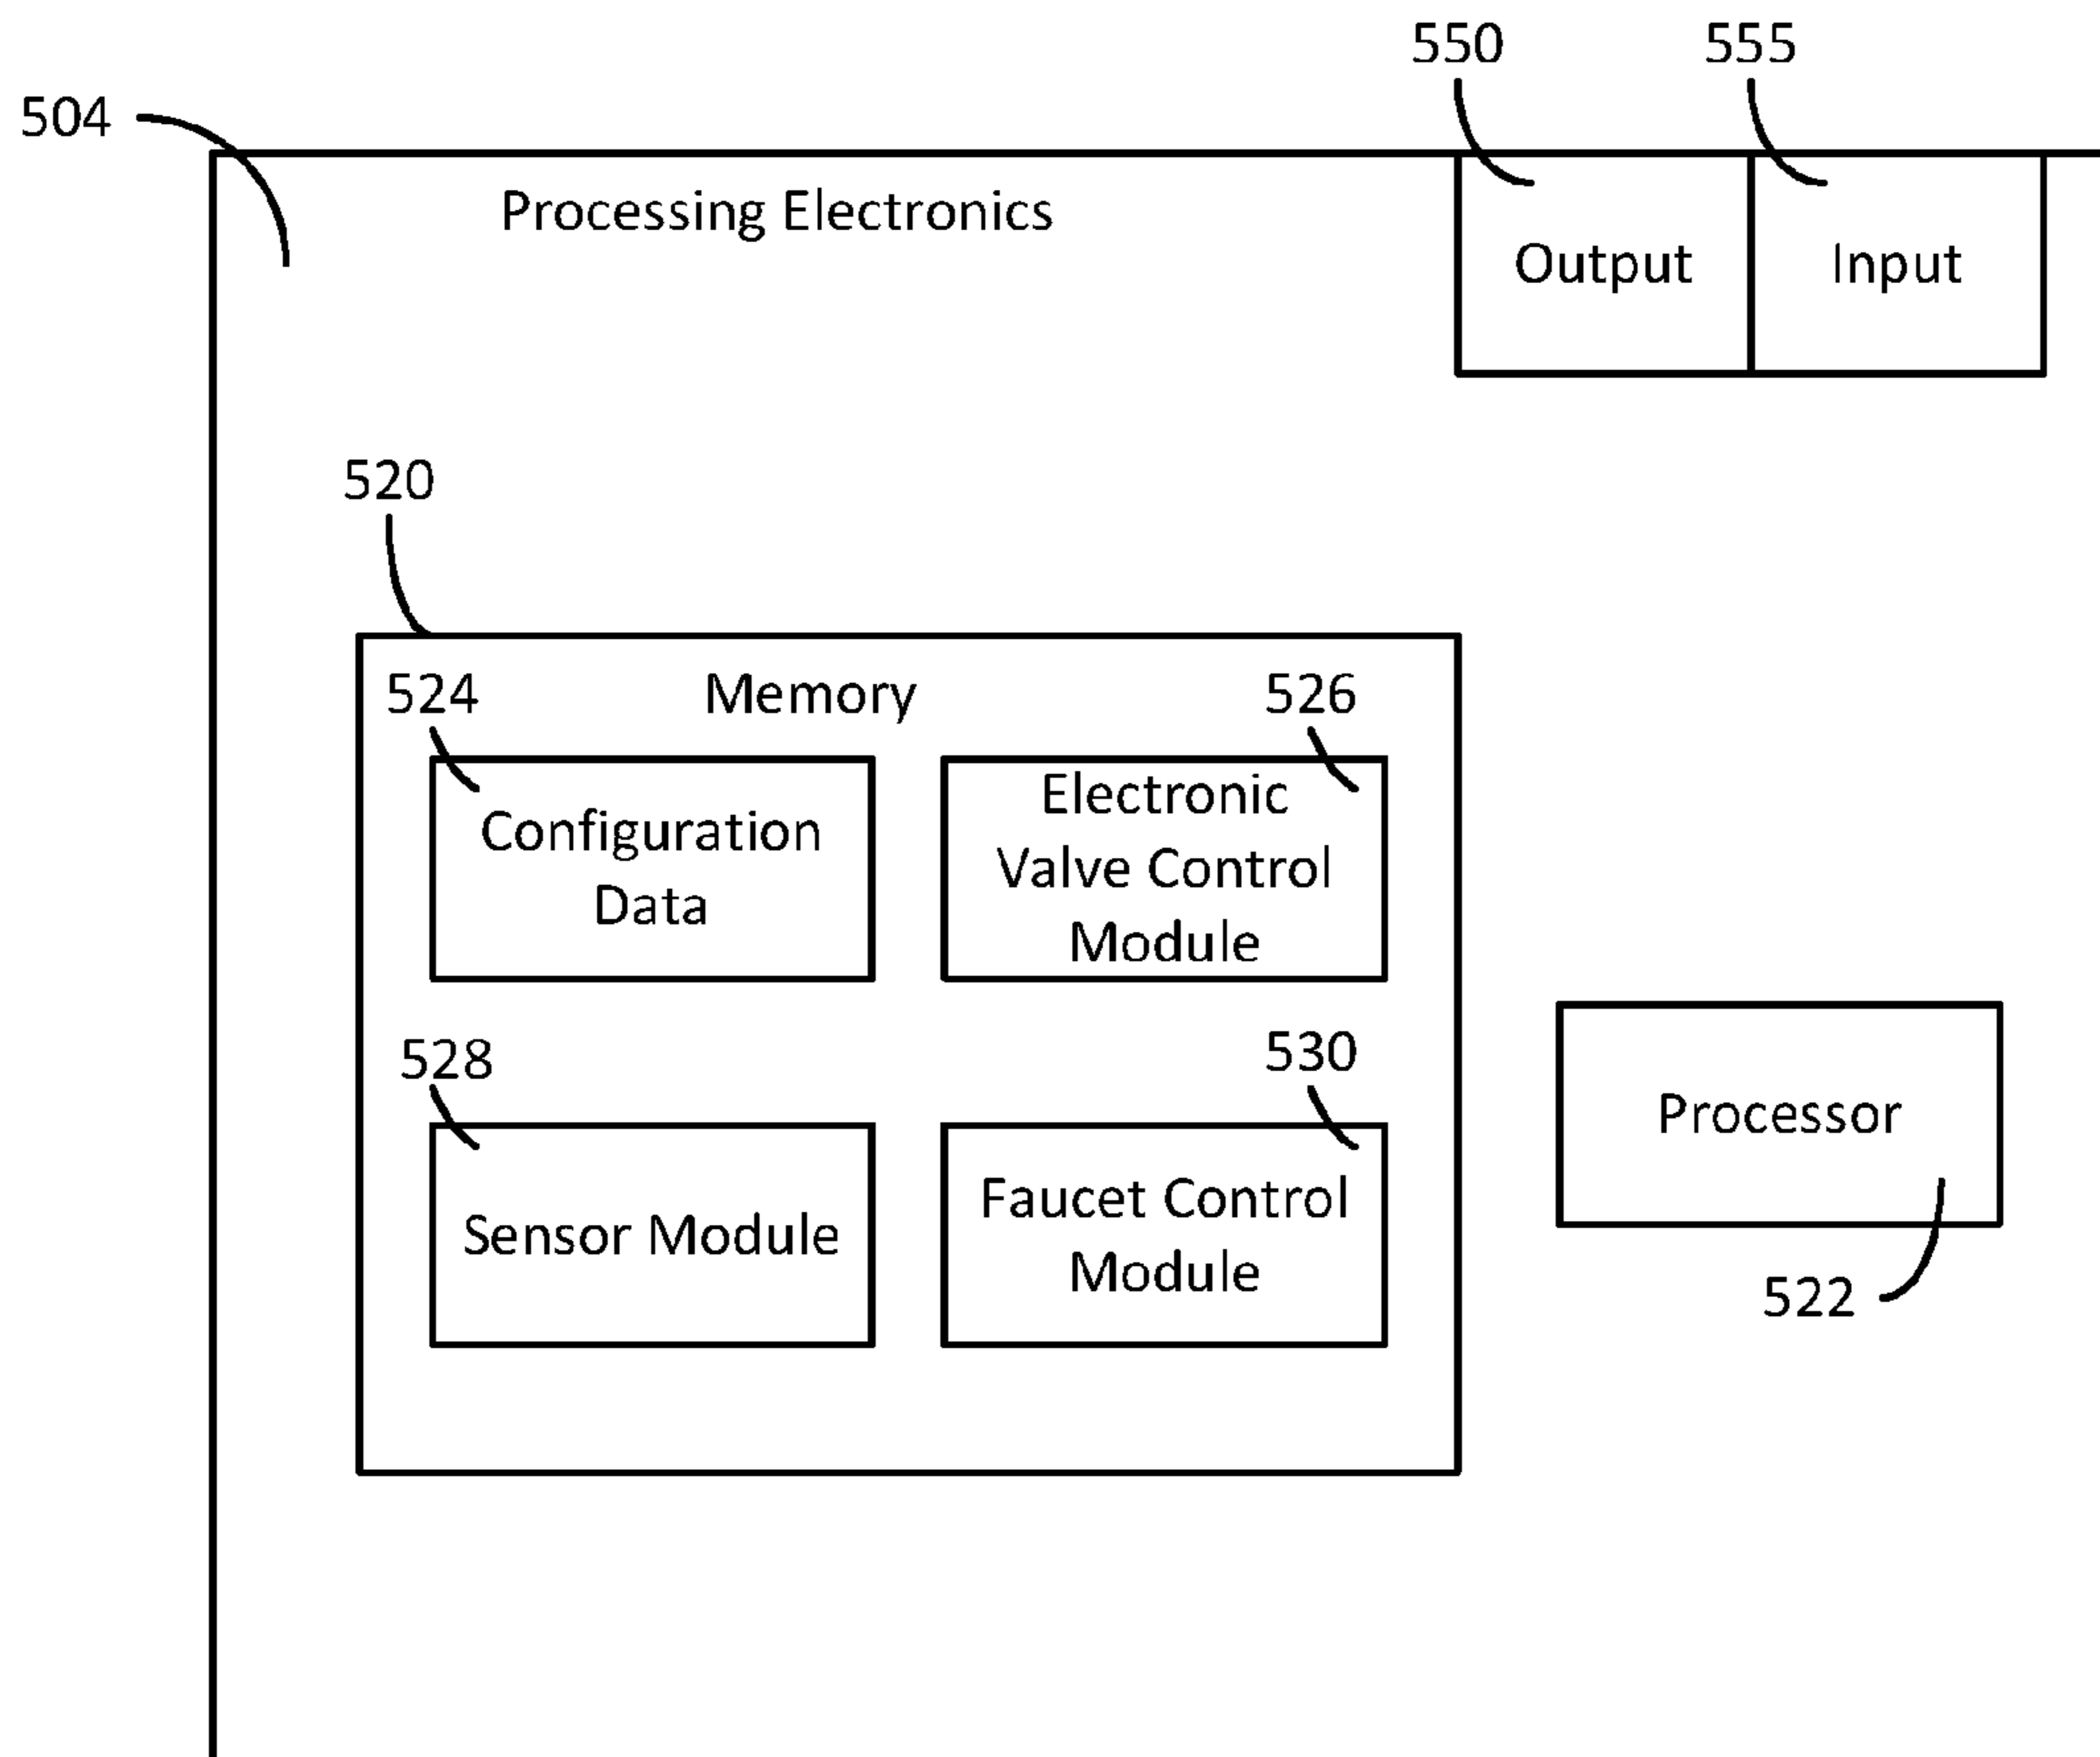 550
555
504
Processing Electronics
Output
Input
520
524
Memory
526
Configuration
Data
Electronic
Valve Control
Module
528
530
Sensor Module
Faucet Control
Module
Processor
522